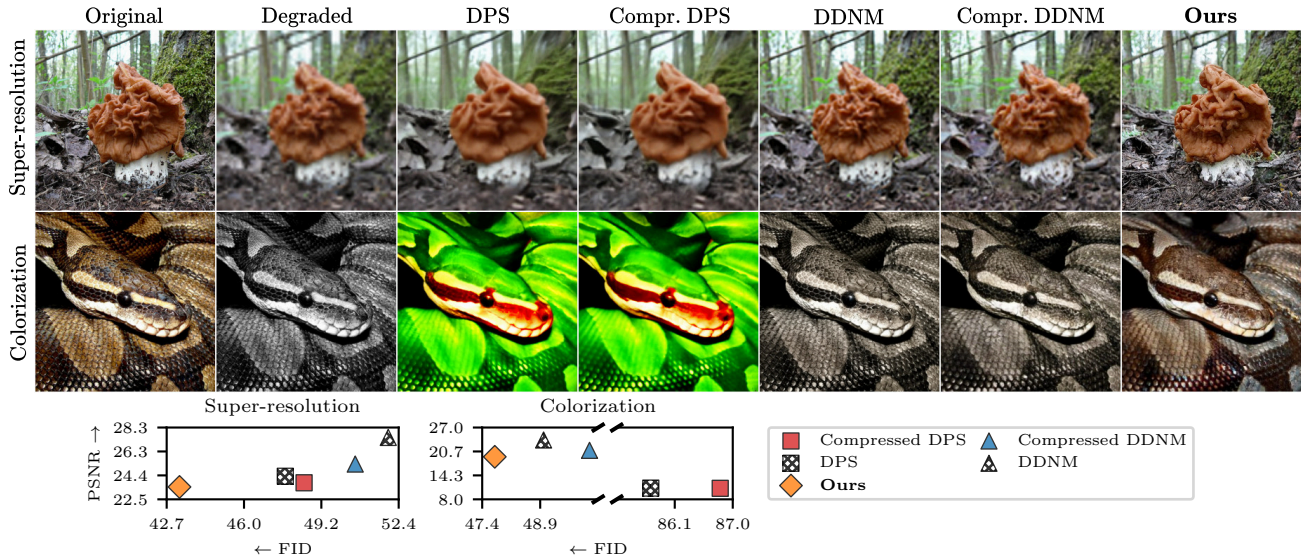 Original Degraded DPS Compr. DPS DDNM Compr. DDNM Ours
Super-resolution
Colorization
Super-resolution Colorization
PSNR →
28.3
26.3
24.4
22.5
42.7 46.0 49.2 52.4
← FID
27.0
20.7
14.3
8.0
47.4 48.9 86.1 87.0
← FID
Compressed DPS Compressed DDNM
DPS DDNM
Ours